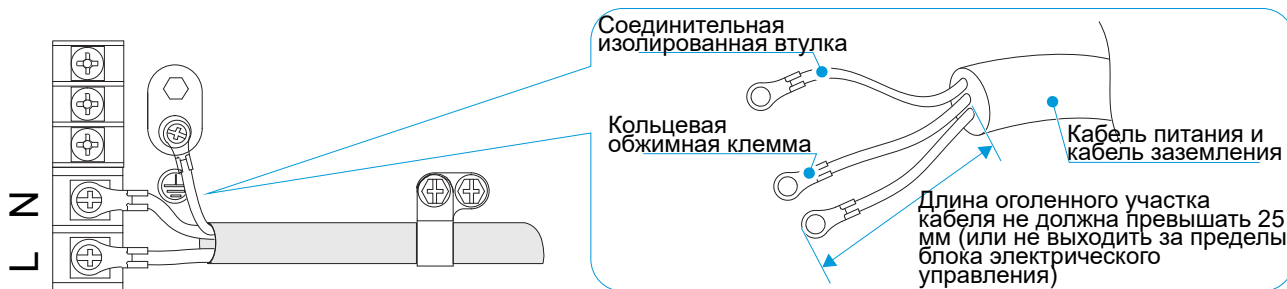 Соединительная
изолированная втулка
Кольцевая
обжимная клемма
Кабель питания и
кабель заземления
Длина оголенного участка
кабеля не должна превышать 25
мм (или не выходить за пределы
блока электрического
управления)
N
L